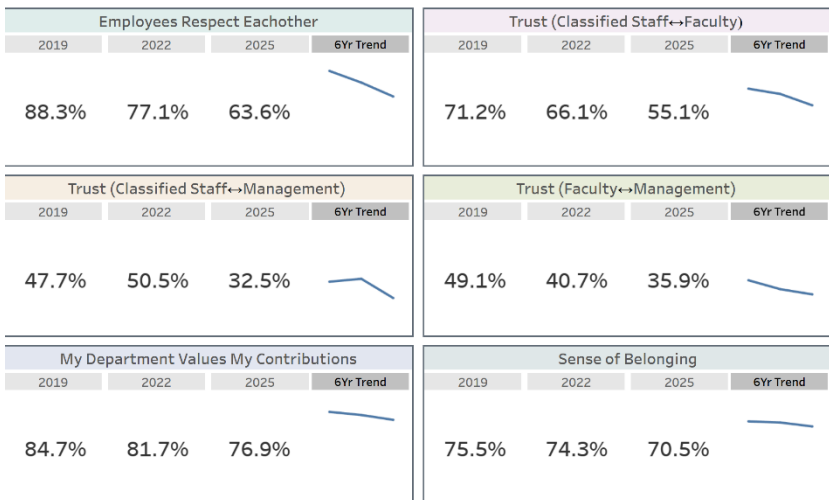 Employees Respect Eachother
2019 2022 2025 6Yr Trend
88.3% 77.1% 63.6%
Trust (Classified Staff↔Faculty)
2019 2022 2025 6Yr Trend
71.2% 66.1% 55.1%
Trust (Classified Staff↔Management)
2019 2022 2025 6Yr Trend
47.7% 50.5% 32.5%
Trust (Faculty↔Management)
2019 2022 2025 6Yr Trend
49.1% 40.7% 35.9%
My Department Values My Contributions
2019 2022 2025 6Yr Trend
84.7% 81.7% 76.9%
Sense of Belonging
2019 2022 2025 6Yr Trend
75.5% 74.3% 70.5%